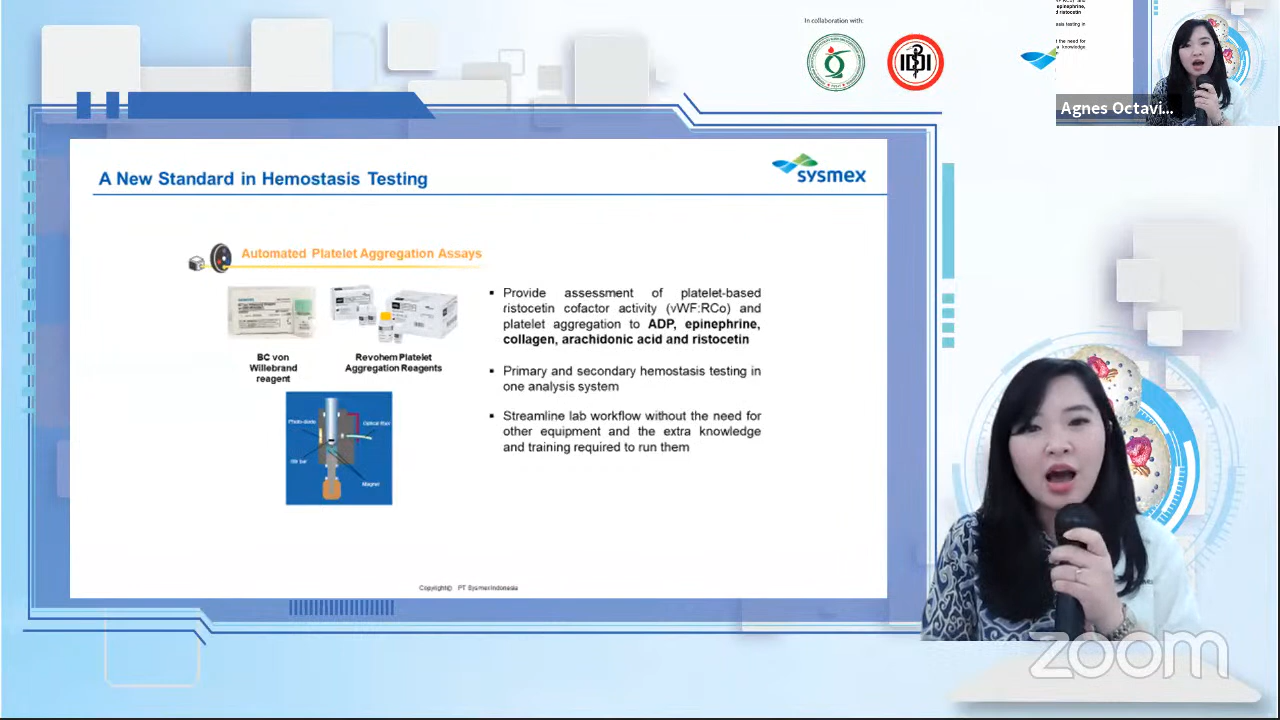 In collaboration with:
IDI
Agnes Octavi...
sysmex
A New Standard in Hemostasis Testing
Automated Platelet Aggregation Assays
BC von
Willebrand
reagent
Revohem Platelet
Aggregation Reagents
Photo-diode
Optical fiber
Stir bar
Magnet
▪ Provide assessment of platelet-based
ristocetin cofactor activity (vWF:RCo) and
platelet aggregation to ADP, epinephrine,
collagen, arachidonic acid and ristocetin
▪ Primary and secondary hemostasis testing in
one analysis system
▪ Streamline lab workflow without the need for
other equipment and the extra knowledge
and training required to run them
Copyright© PT Sysmex Indonesia
zoom